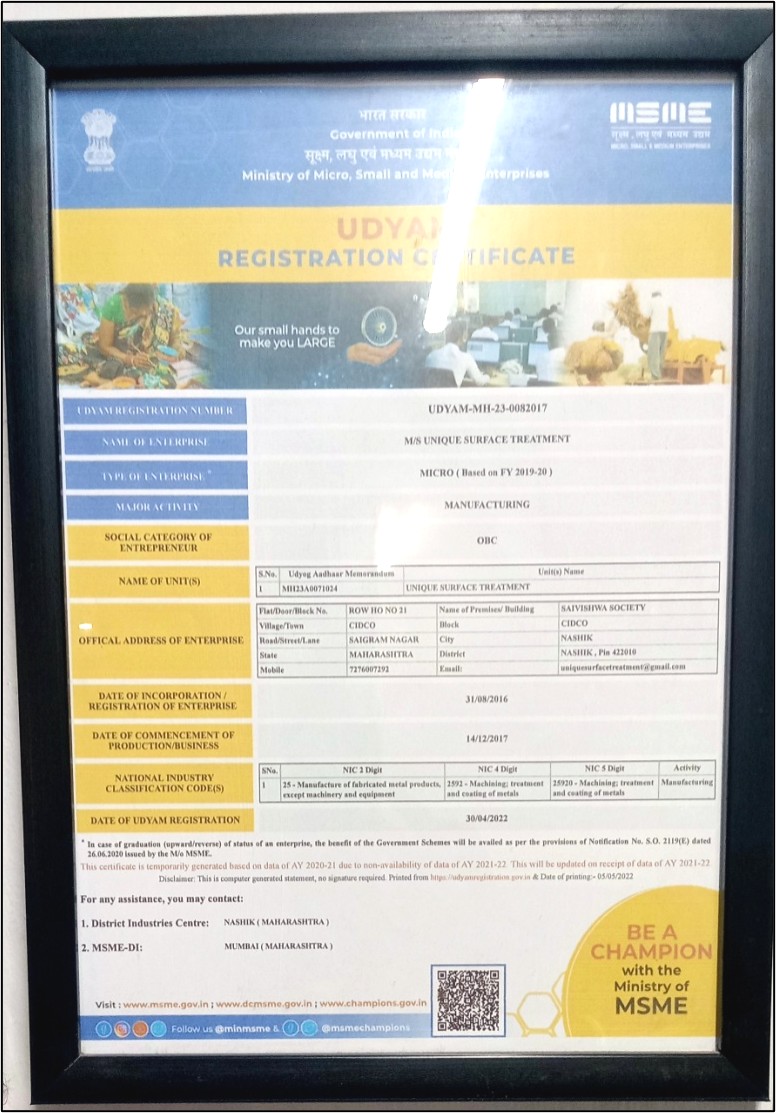 भारत सरकार
Government of
सूक्ष्म, लघु एवं मध्यम उद्यम
Ministry of Micro, Small and Enterprises
MSME
सूक्ष्म, लघु एवं मध्यम उद्यम
MICRO, SMALL & MEDIUM ENTERPRISES
UDYAM
REGISTRATION CERTIFICATE
Our small hands to
make you LARGE
UDYAM REGISTRATION NUMBER UDYAM-MH-23-0082017
NAME OF ENTERPRISE M/S UNIQUE SURFACE TREATMENT
TYPE OF ENTERPRISE * MICRO ( Based on FY 2019-20 )
MAJOR ACTIVITY MANUFACTURING
SOCIAL CATEGORY OF
ENTREPRENEUR OBC
NAME OF UNIT(S)
S.No. Udyog Aadhaar Memorandum Unit(s) Name
1 MH23A0071024 UNIQUE SURFACE TREATMENT
OFFICAL ADDRESS OF ENTERPRISE
Flat/Door/Block No. ROW HO NO 21 Name of Premises/ Building SAIVISHWA SOCIETY
Village/Town CIDCO Block CIDCO
Road/Street/Lane SAIGRAM NAGAR City NASHIK
State MAHARASHTRA District NASHIK , Pin 422010
Mobile 7276007292 Email: uniquesurfacetreatment@gmail.com
DATE OF INCORPORATION /
REGISTRATION OF ENTERPRISE 31/08/2016
DATE OF COMMENCEMENT OF
PRODUCTION/BUSINESS 14/12/2017
NATIONAL INDUSTRY
CLASSIFICATION CODE(S)
SNo. NIC 2 Digit NIC 4 Digit NIC 5 Digit Activity
1 25 - Manufacture of fabricated metal products, 2592 - Machining; treatment 25920 - Machining; treatment Manufacturing
except machinery and equipment and coating of metals and coating of metals
DATE OF UDYAM REGISTRATION 30/04/2022
* In case of graduation (upward/reverse) of status of an enterprise, the benefit of the Government Schemes will be availed as per the provisions of Notification No. S.O. 2119(E) dated
26.06.2020 issued by the M/o MSME.
This certificate is temporarily generated based on data of AY 2020-21 due to non-availability of data of AY 2021-22. This will be updated on receipt of data of AY 2021-22.
Disclaimer: This is computer generated statement, no signature required. Printed from https://udyamregistration.gov.in & Date of printing:- 05/05/2022
For any assistance, you may contact:
1. District Industries Centre: NASHIK ( MAHARASHTRA )
2. MSME-DI: MUMBAI ( MAHARASHTRA )
BE A
CHAMPION
with the
Ministry of
MSME
Visit : www.msme.gov.in ; www.dcmsme.gov.in ; www.champions.gov.in
Follow us @minmsme & @msmechampions